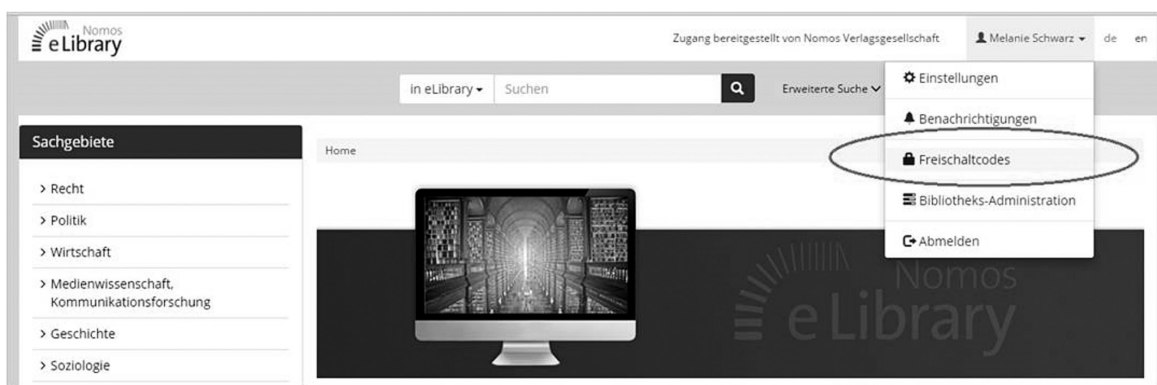 Nomos
eLibrary
Zugang bereitgestellt von Nomos Verlagsgesellschaft
Melanie Schwarz
de en
in eLibrary
Suchen
Erweiterte Suche
Einstellungen
Benachrichtigungen
Freischaltcodes
Bibliotheks-Administration
Abmelden
Sachgebiete
Recht
Politik
Wirtschaft
Medienwissenschaft,
Kommunikationsforschung
Geschichte
Soziologie
Home
Nomos
eLibrary